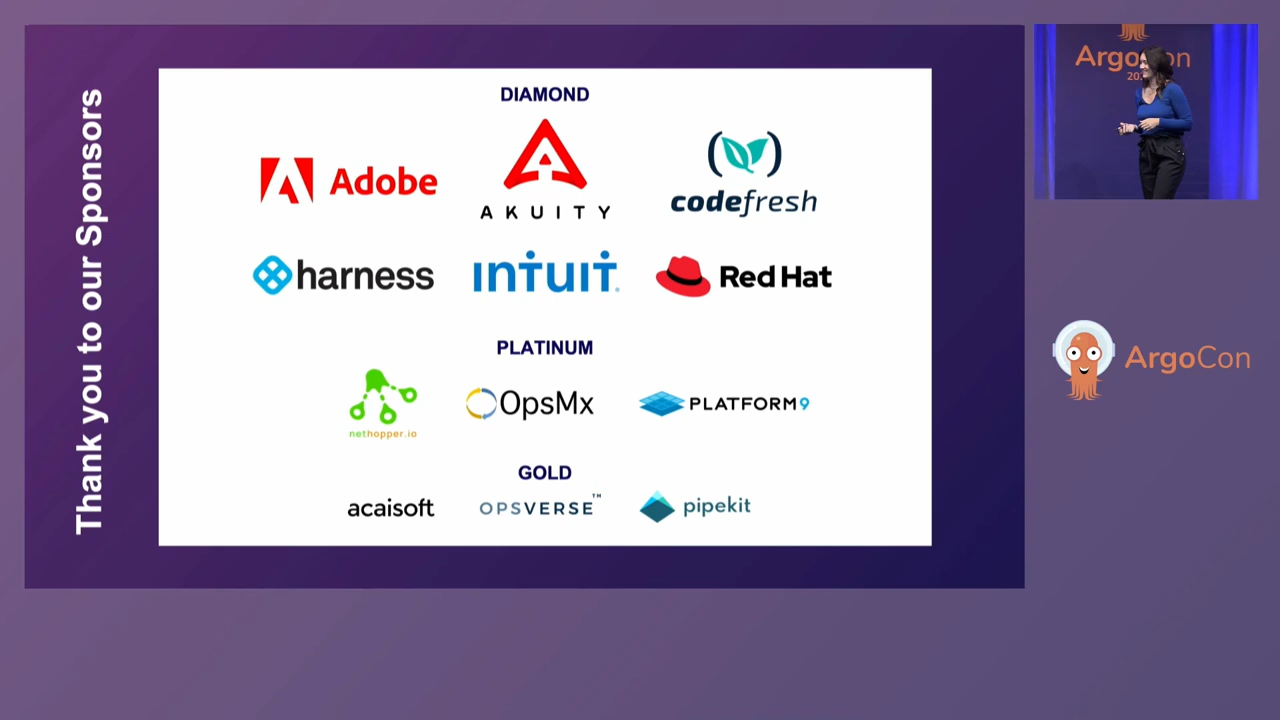 Thank you to our Sponsors
DIAMOND
Adobe
AKUITY
codefresh
harness
intuit.
Red Hat
PLATINUM
nethopper.io
OpsMx
PLATFORM9
GOLD
acaisoft
OPSVERSE™
pipekit
ArgoCon
ArgoCon